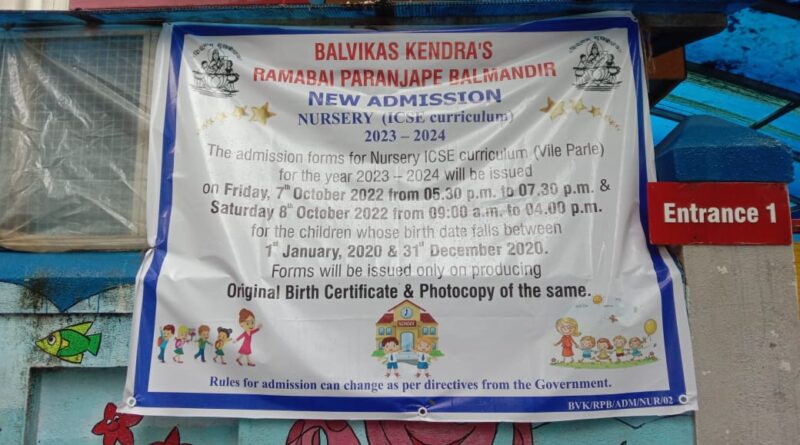 BALVIKAS KENDRA'S
RAMABAI PARANJAPE BALMANDIR
NEW ADMISSION
NURSERY (ICSE curriculum)
2023 – 2024
The admission forms for Nursery ICSE curriculum (Vile Parle)
for the year 2023 – 2024 will be issued
on Friday, 7th October 2022 from 05.30 p.m. to 07.30 p.m. &
Saturday 8th October 2022 from 09:00 a.m. to 04.00 p.m.
for the children whose birth date falls between
1st January, 2020 & 31st December 2020.
Forms will be issued only on producing
Original Birth Certificate & Photocopy of the same.
SCHOOL
Rules for admission can change as per directives from the Government.
BVK/RPB/ADM/NUR/02
Entrance 1